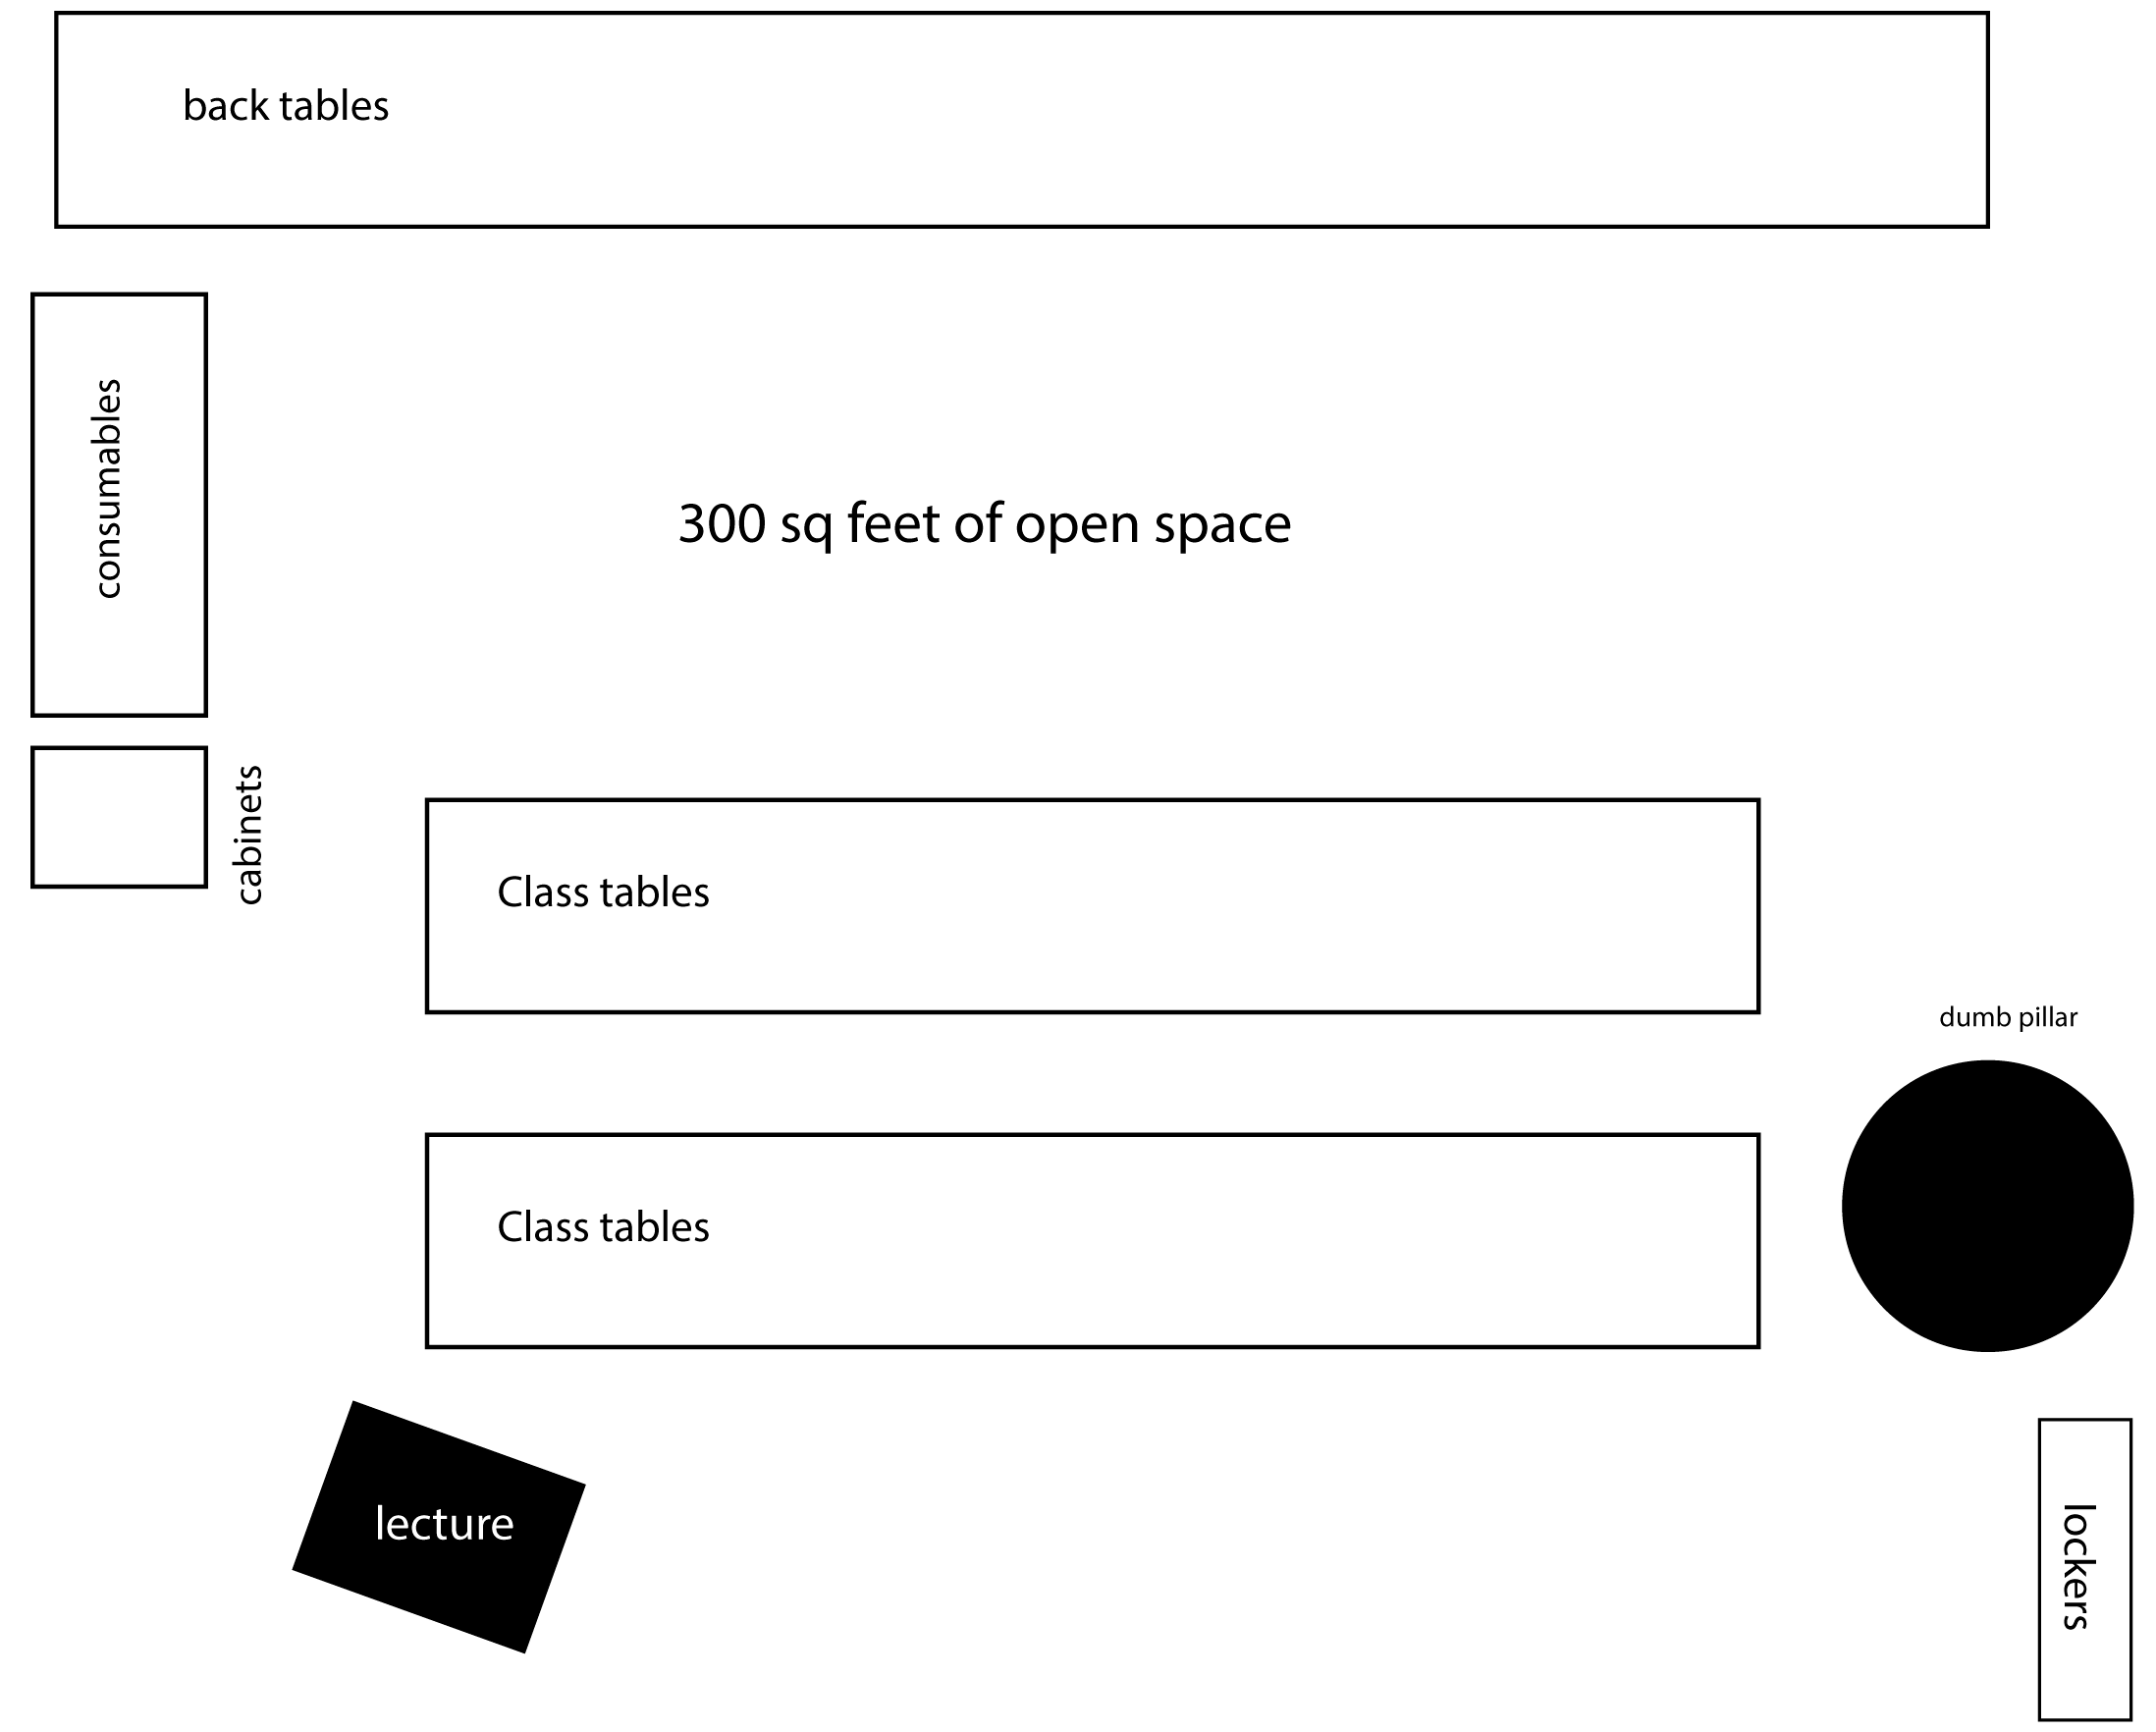 back tables
consumables
300 sq feet of open space
cabinets
Class tables
dumb pillar
Class tables
lecture
lockers